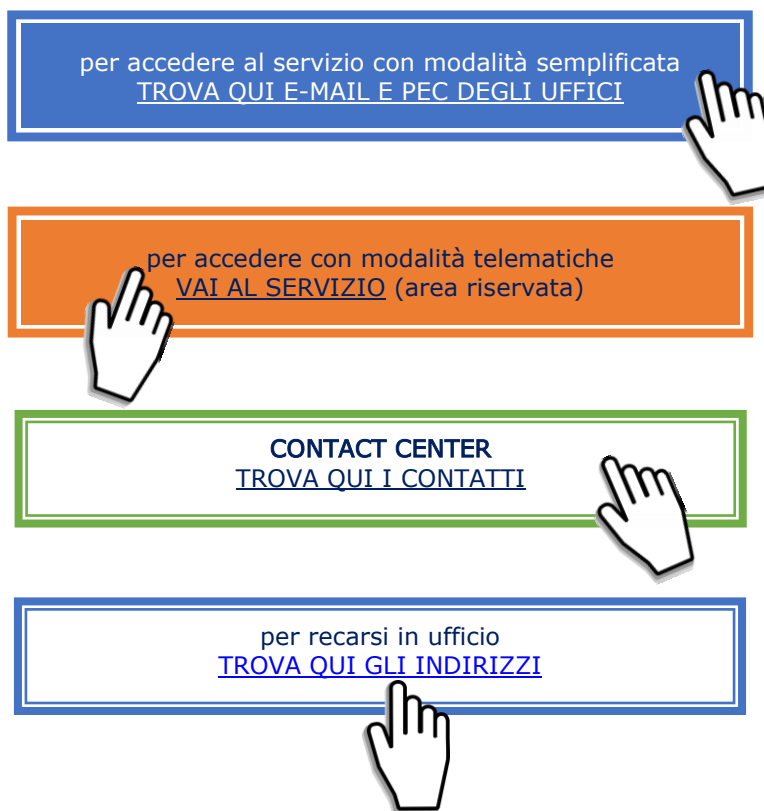 per accedere al servizio con modalità semplificata
TROVA QUI E-MAIL E PEC DEGLI UFFICI
per accedere con modalità telematiche
VAI AL SERVIZIO (area riservata)
CONTACT CENTER
TROVA QUI I CONTATTI
per recarsi in ufficio
TROVA QUI GLI INDIRIZZI